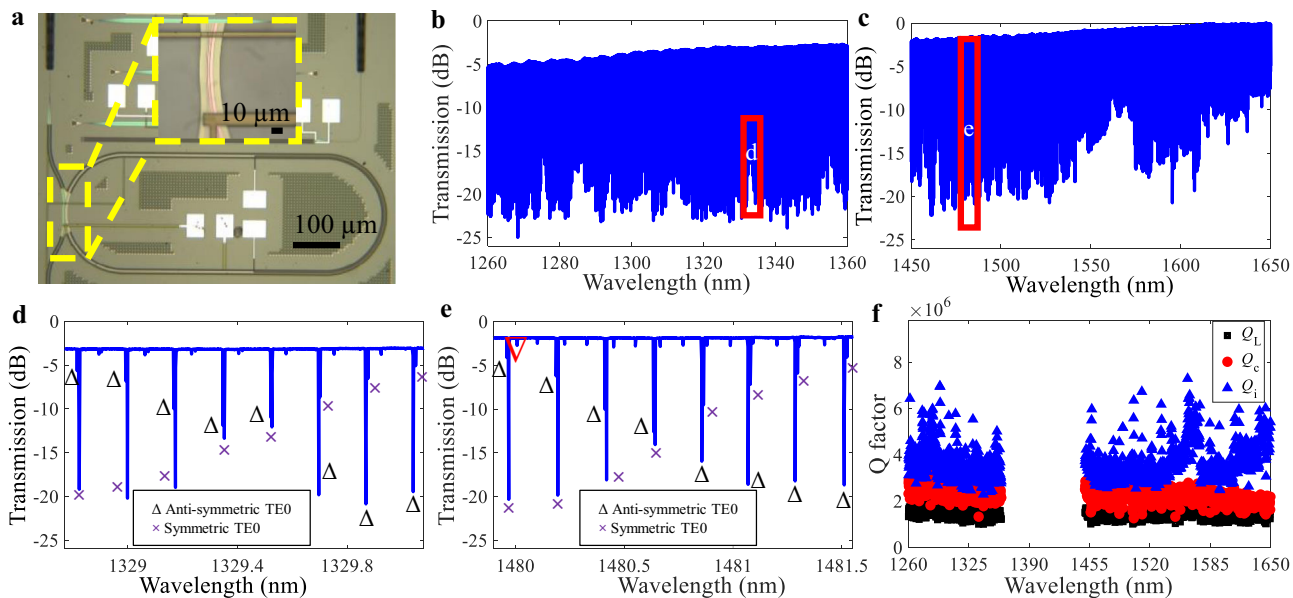 a
10 µm
100 µm
b
Transmission (dB)
0
-5
-10
-15
-20
-25
d
1260 1280 1300 1320 1340 1360
Wavelength (nm)
c
Transmission (dB)
0
-5
-10
-15
-20
-25
e
1450 1500 1550 1600 1650
Wavelength (nm)
d
Transmission (dB)
0
-5
-10
-15
-20
-25
Δ Anti-symmetric TE0
× Symmetric TE0
1329 1329.4 1329.8
Wavelength (nm)
e
Transmission (dB)
0
-5
-10
-15
-20
-25
Δ Anti-symmetric TE0
× Symmetric TE0
1480 1480.5 1481 1481.5
Wavelength (nm)
f
×10⁶
Q factor
8
6
4
2
0
Q_L
Q_c
Q_i
1260 1325 1390 1455 1520 1585 1650
Wavelength (nm)